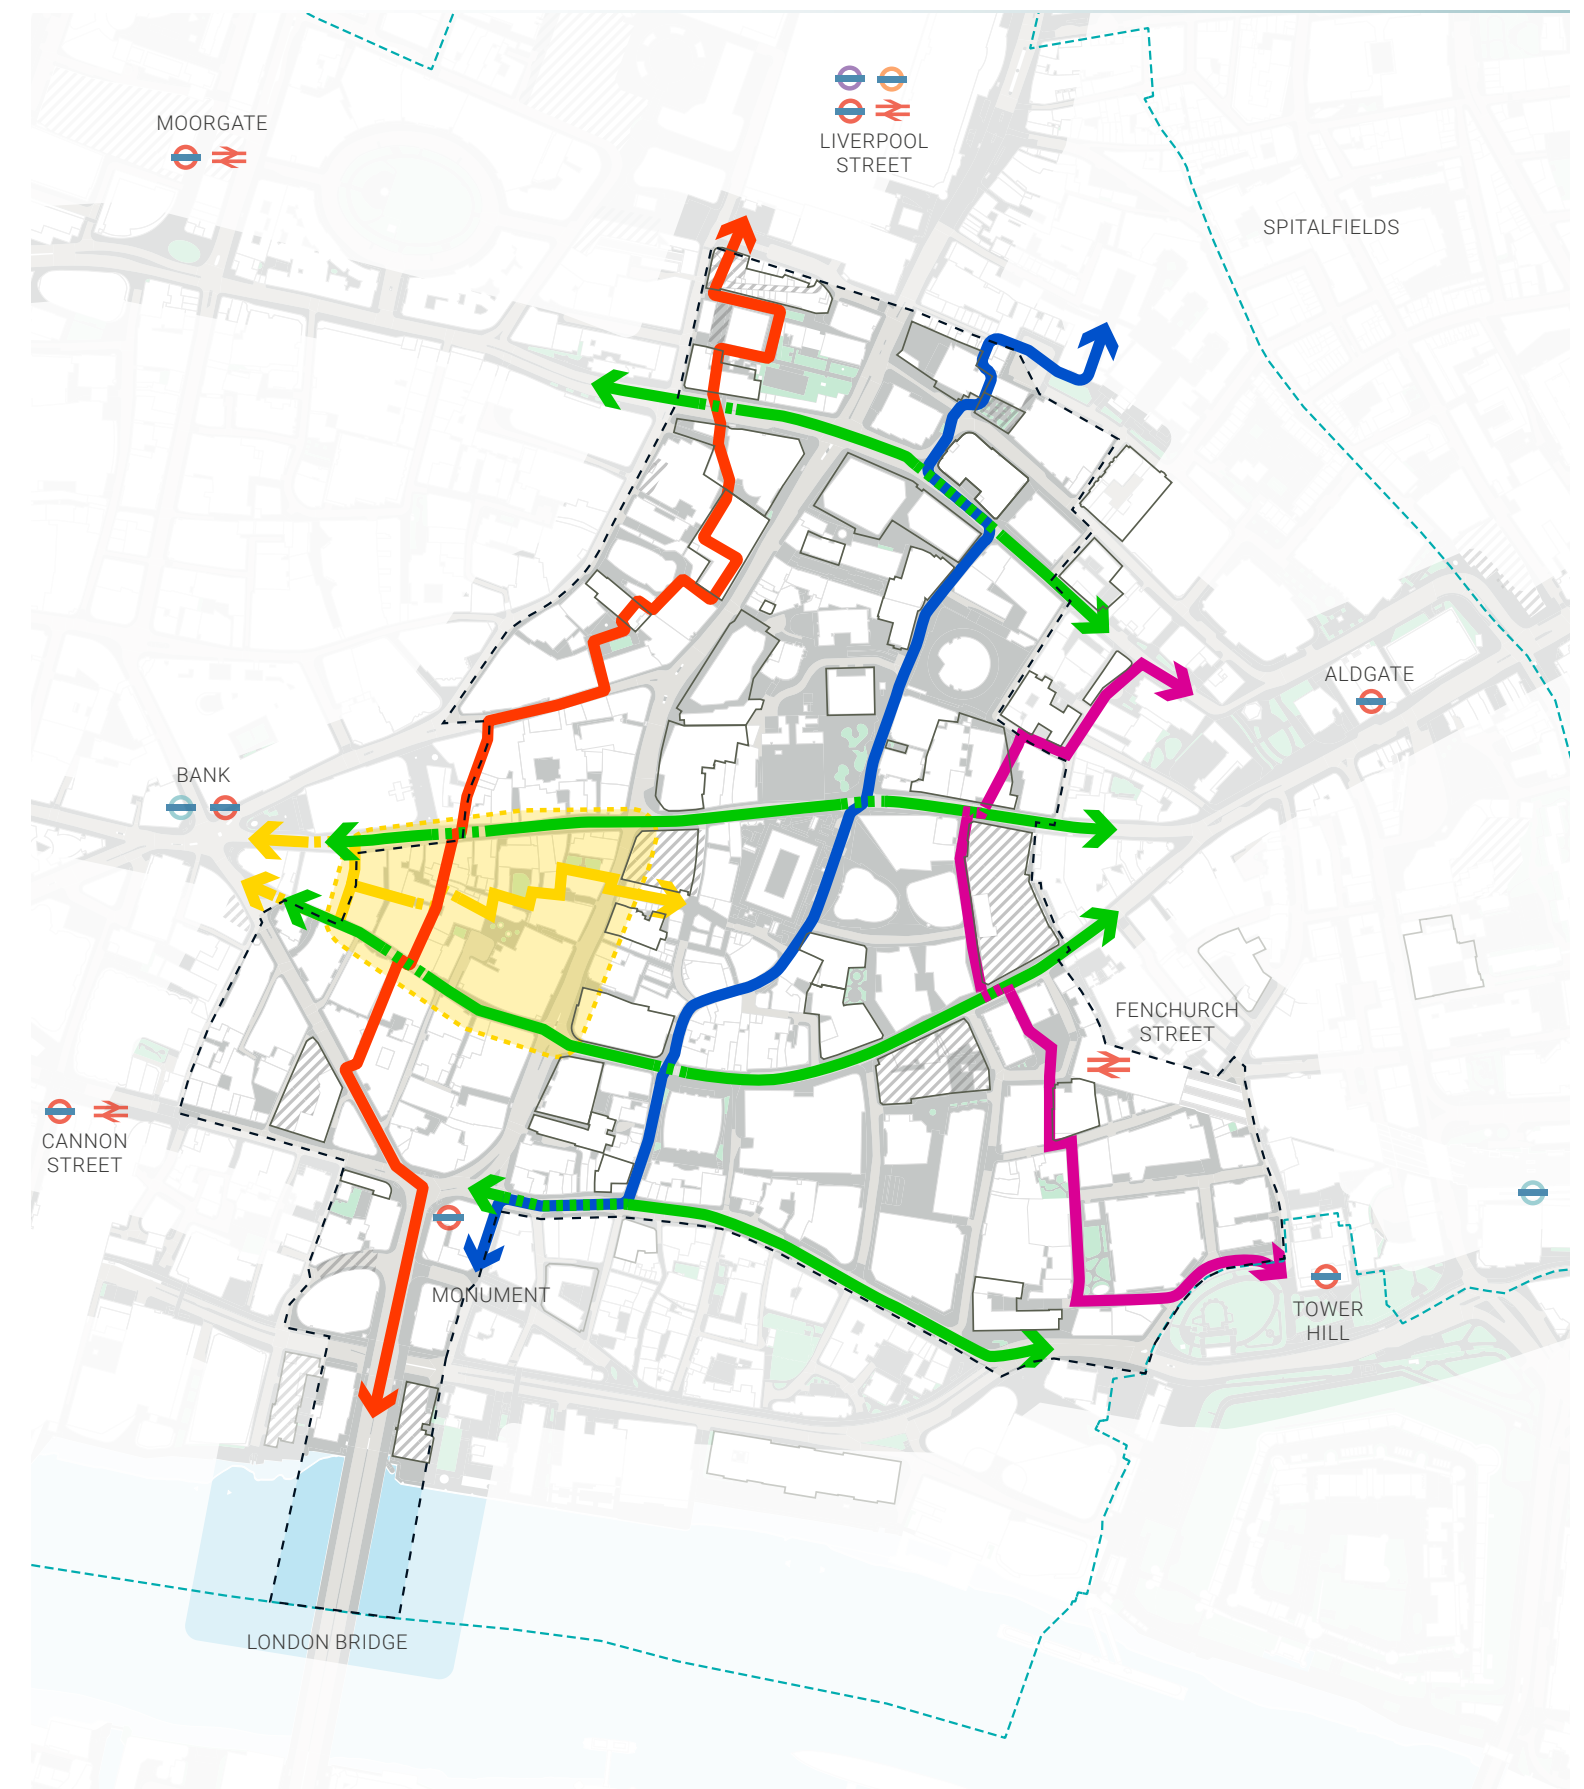 MOORGATE
LIVERPOOL
STREET
SPITALFIELDS
ALDGATE
BANK
FENCHURCH
STREET
CANNON
STREET
MONUMENT
TOWER
HILL
LONDON BRIDGE